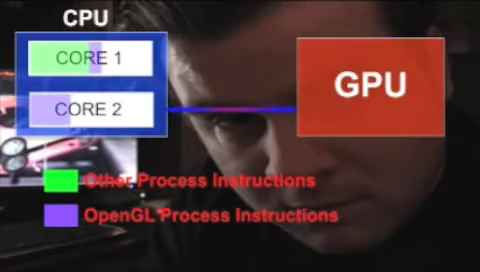 CPU
CORE 1
GPU
CORE 2
Other Process Instructions
OpenGL Process Instructions